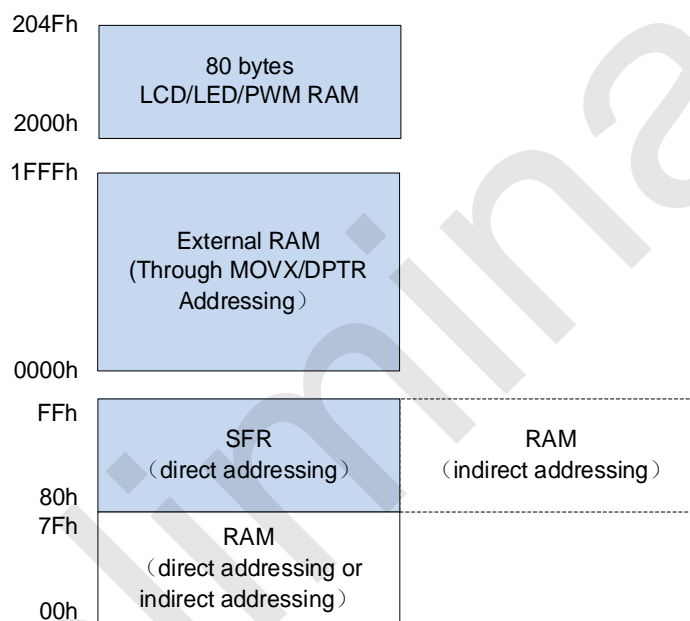 204Fh
80 bytes
LCD/LED/PWM RAM
2000h
1FFFh
External RAM
(Through MOVX/DPTR
Addressing）
0000h
FFh
SFR
（direct addressing）
RAM
（indirect addressing）
80h
7Fh
RAM
（direct addressing or
indirect addressing）
00h
limina